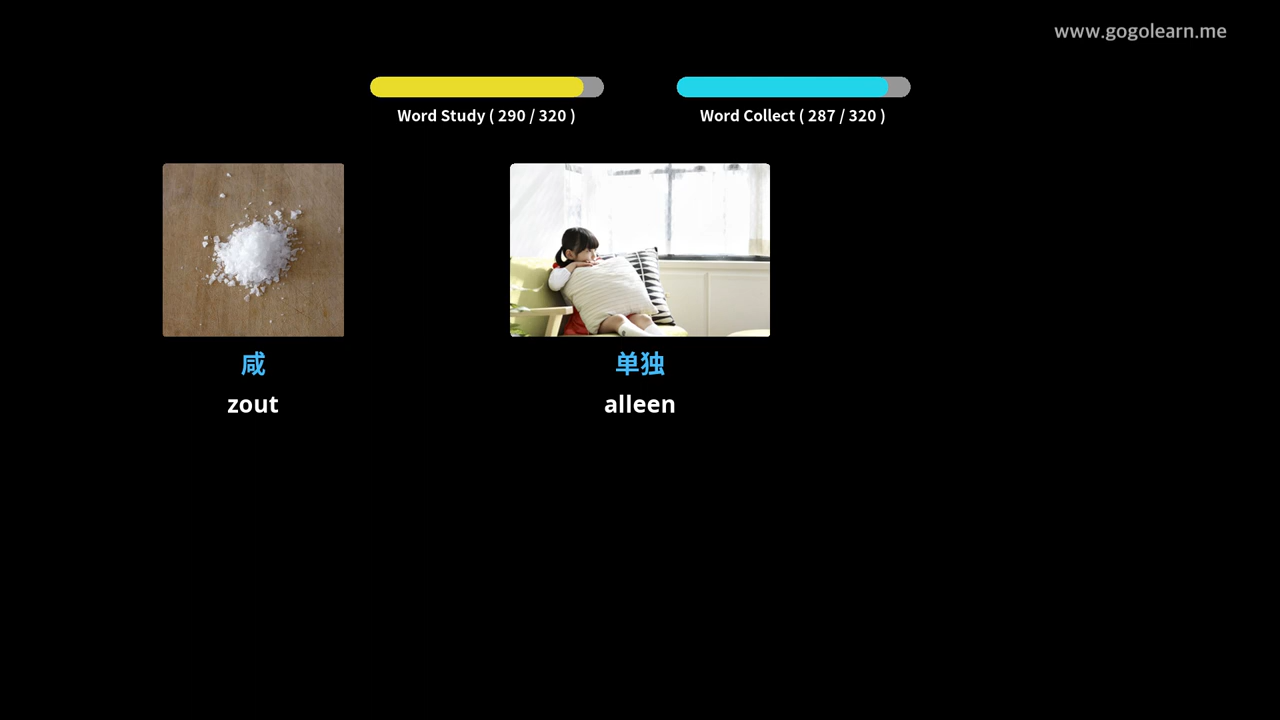 www.gogolearn.me
Word Study ( 290 / 320 )
Word Collect ( 287 / 320 )
咸
zout
单独
alleen